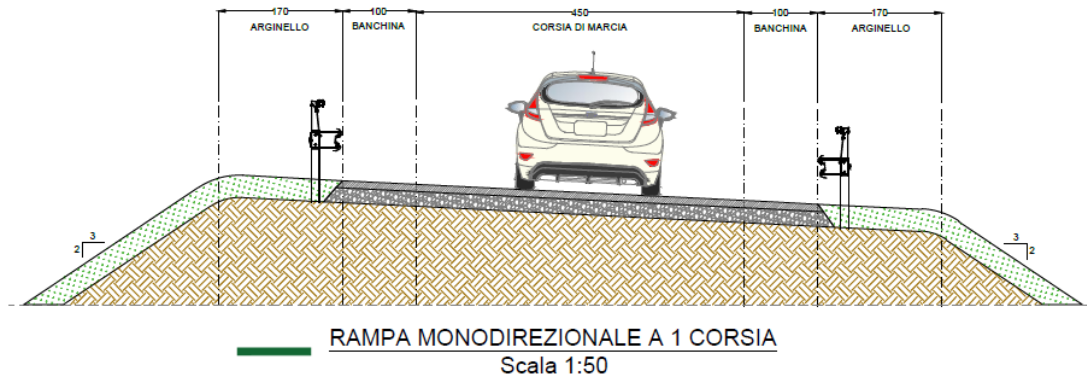 170 100 450 100 170
ARGINELLO BANCHINA CORSIA DI MARCIA BANCHINA ARGINELLO
3 3
2 2
RAMPA MONODIREZIONALE A 1 CORSIA
Scala 1:50